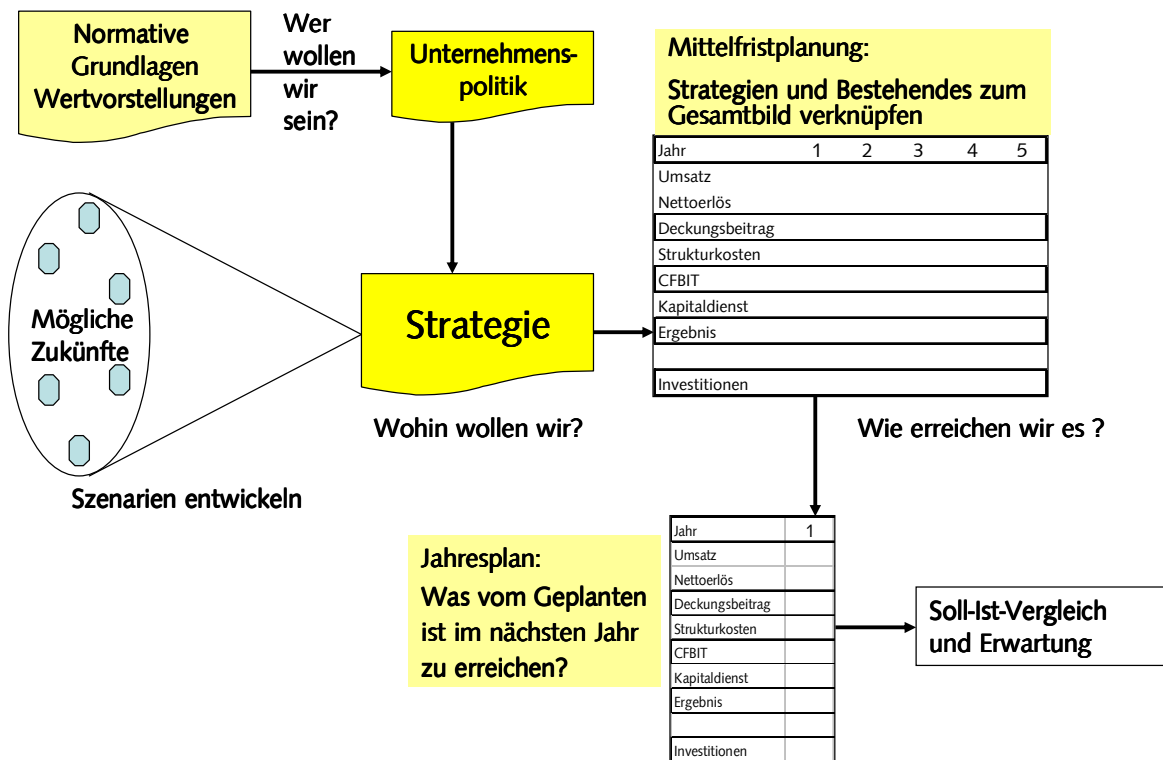 Normative
Grundlagen
Wertvorstellungen
Wer
wollen
wir
sein?
Unternehmens-
politik
Mittelfristplanung:
Strategien und Bestehendes zum
Gesamtbild verknüpfen
Jahr 1 2 3 4 5
Umsatz
Nettoerlös
Deckungsbeitrag
Strukturkosten
CFBIT
Kapitaldienst
Ergebnis
Investitionen
Mögliche
Zukünfte
Strategie
Wohin wollen wir?
Wie erreichen wir es ?
Szenarien entwickeln
Jahresplan:
Was vom Geplanten
ist im nächsten Jahr
zu erreichen?
Jahr 1
Umsatz
Nettoerlös
Deckungsbeitrag
Strukturkosten
CFBIT
Kapitaldienst
Ergebnis
Investitionen
Soll-Ist-Vergleich
und Erwartung